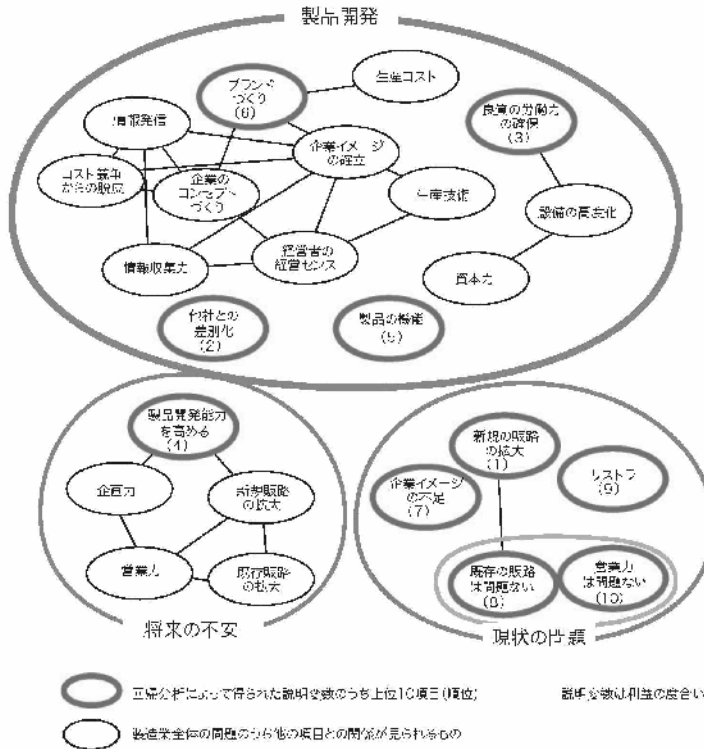 製品開発
ブランド
づくり
(6)
生産コスト
情報発信
良質の労働力
の確保
(3)
企業イメージ
の確立
コスト競争
からの脱皮
企業の
コンセプト
づくり
生産技術
設備の高度化
情報収集力
経営者の
経営センス
資本力
他社との
差別化
(2)
製品の機能
(5)
製品開発能力
を高める
(4)
新規の販路
の拡大
(1)
企画力
新規販路
の拡大
企業イメージ
の不足
(7)
リストラ
(9)
営業力
既存販路
の拡大
既存の販路
は問題ない
(8)
営業力
は問題ない
(10)
将来の不安
現状の問題
回帰分析によって得られた説明変数のうち上位10項目(順位)
説明変数は利益の度合い
製造業全体の問題のうち他の項目との関係が見られるもの